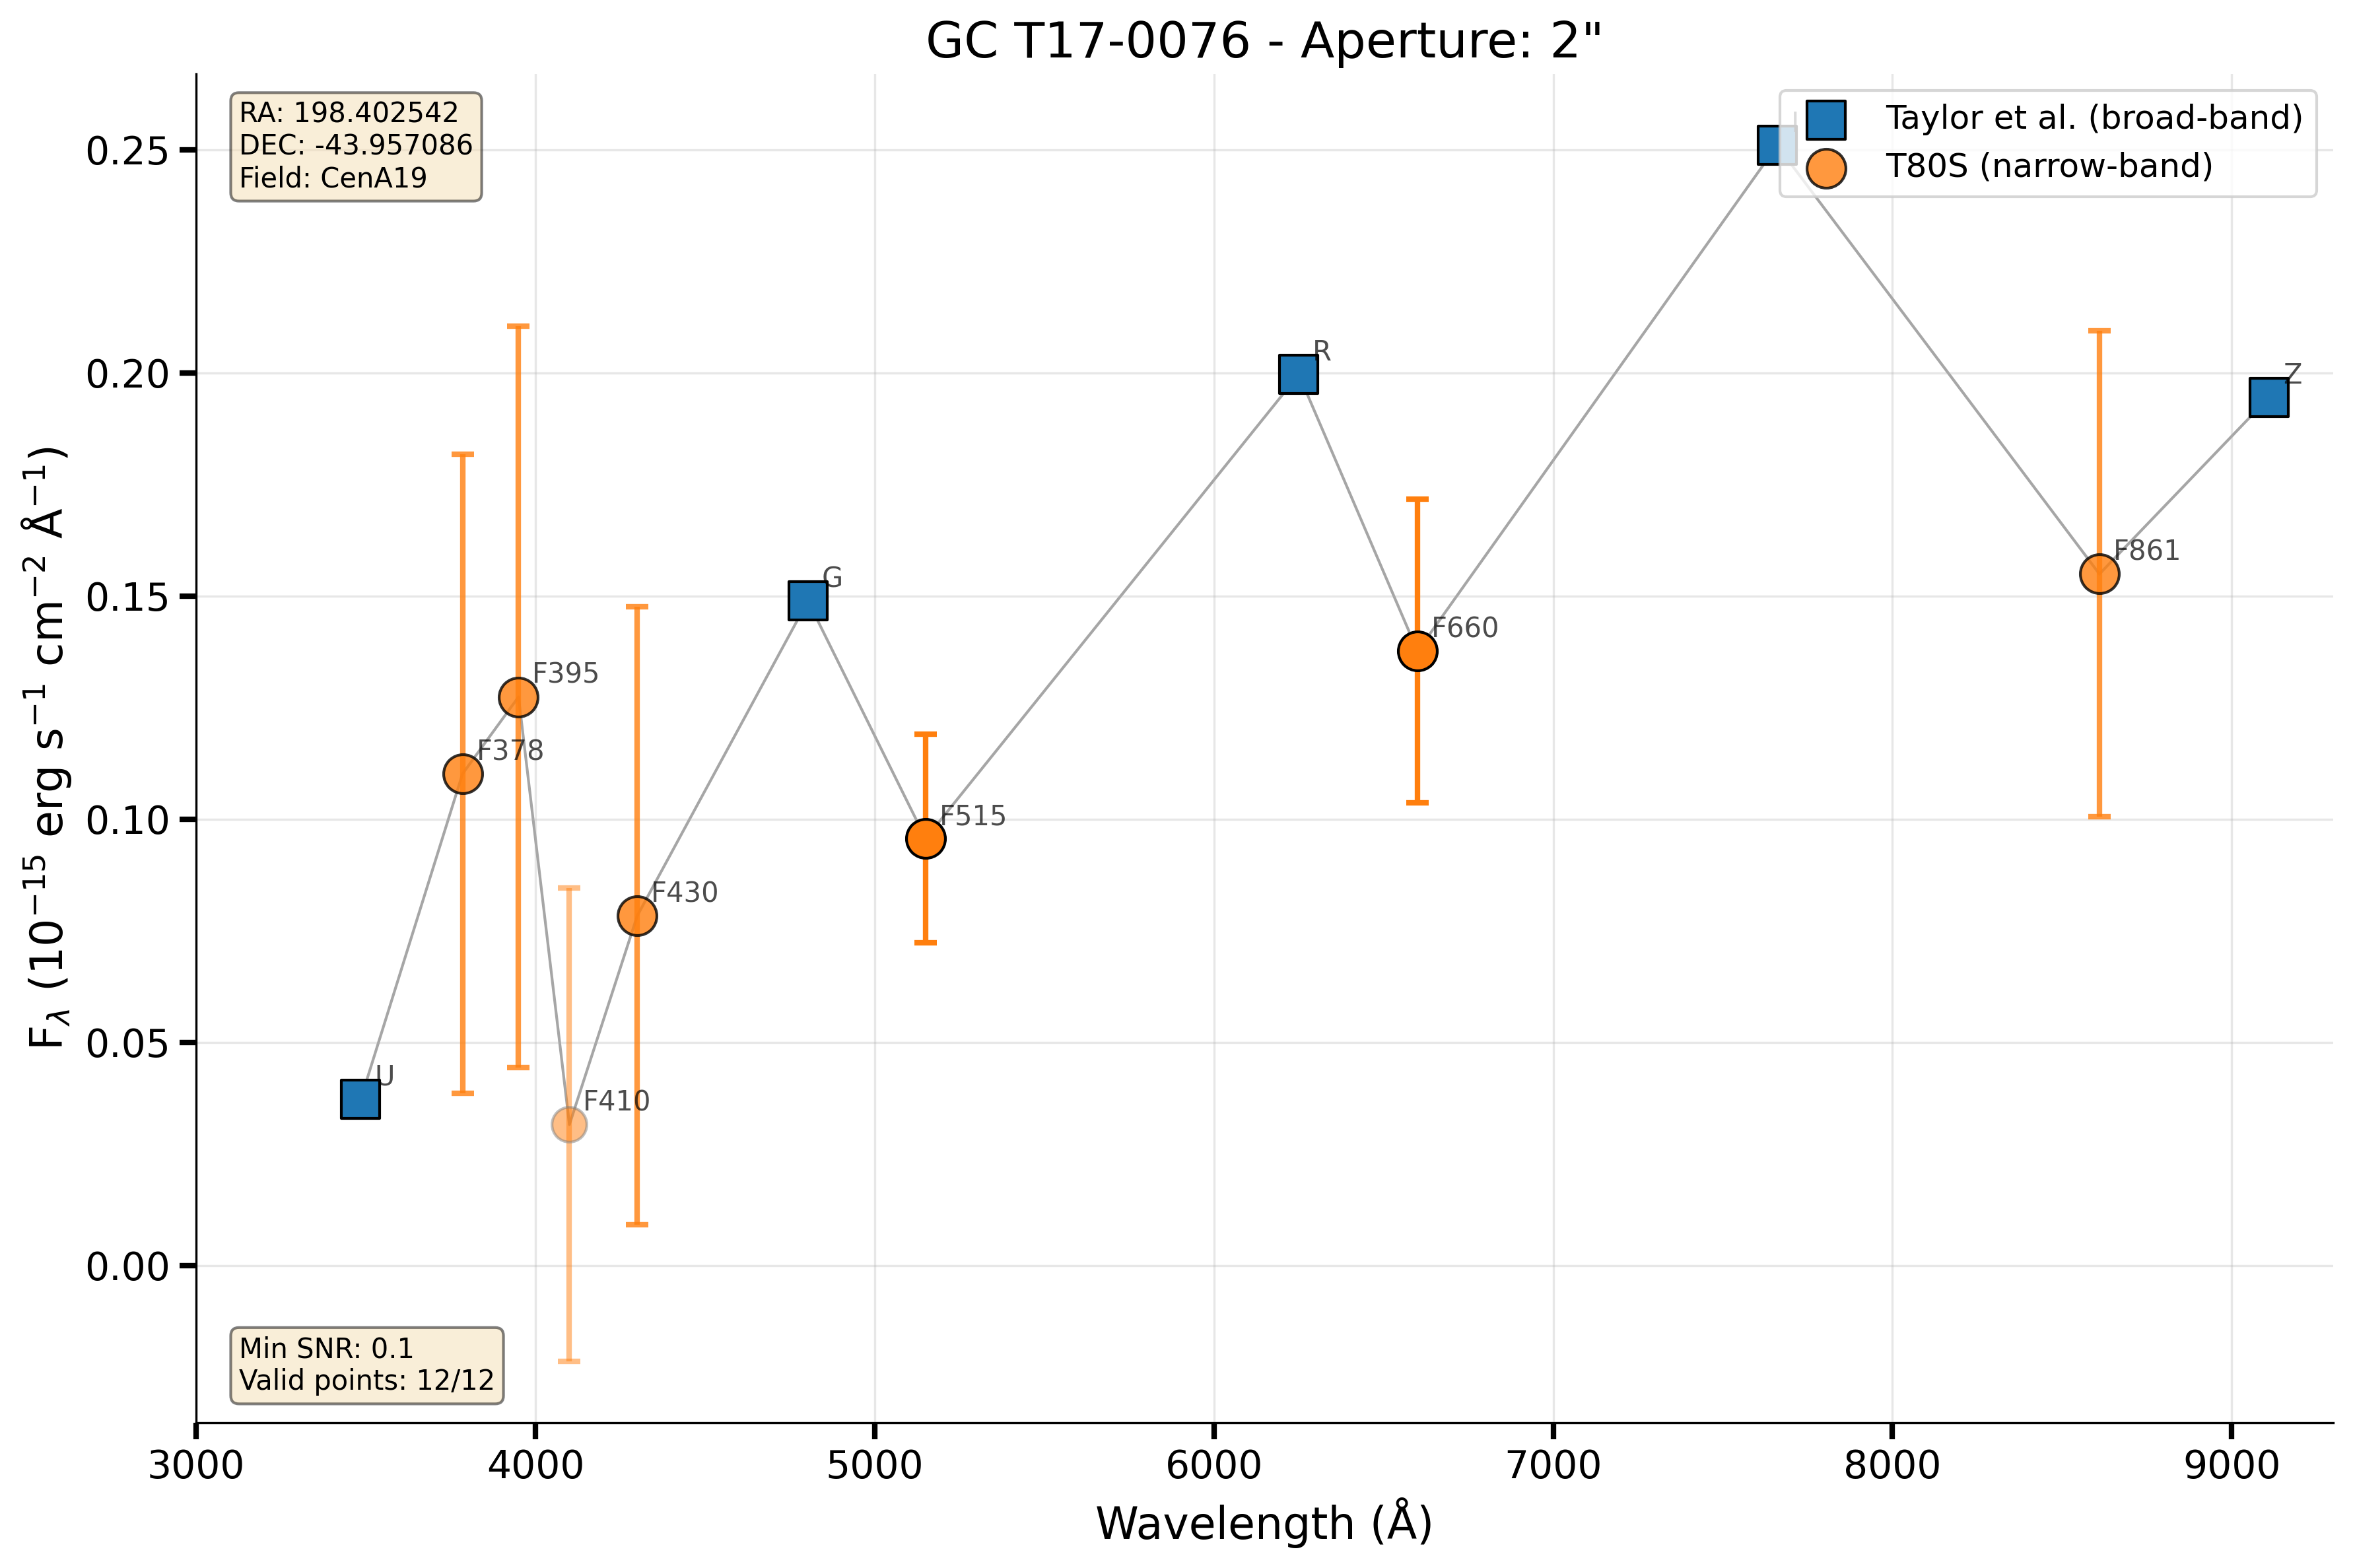 GC T17-0076 - Aperture: 2"
RA: 198.402542
DEC: -43.957086
Field: CenA19
Taylor et al. (broad-band)
T80S (narrow-band)
F_λ (10⁻¹⁵ erg s⁻¹ cm⁻² Å⁻¹)
0.25
0.20
0.15
0.10
0.05
0.00
U
F378
F395
F410
F430
G
F515
R
F660
F861
Z
Min SNR: 0.1
Valid points: 12/12
3000
4000
5000
6000
7000
8000
9000
Wavelength (Å)